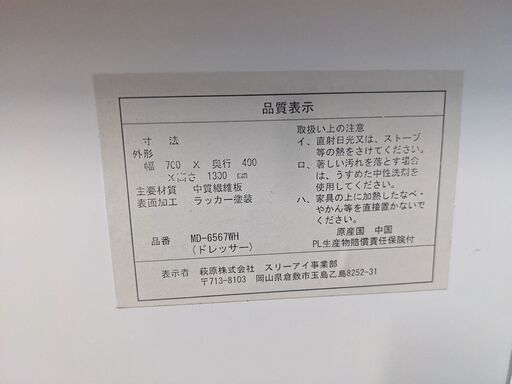 品質表示
寸 法
外形
幅 700 X 奥行 400
X高さ 1300 mm
主要材質 中質繊維板
表面加工 ラッカー塗装
品番 MD-6567WH
(ドレッサー)
取扱い上の注意
イ、直射日光又は、ストーブ
等の熱をさけてください。
ロ、著しい汚れを落とす場合
は、うすめた中性洗剤を
使用してください。
ハ、家具の上に加熱したなべ・
やかん等を直接置かないで
ください。
原産国 中国
PL生産物賠償責任保険付
表示者 萩原株式会社 スリーアイ事業部
〒713-8103 岡山県倉敷市玉島乙島8252-31